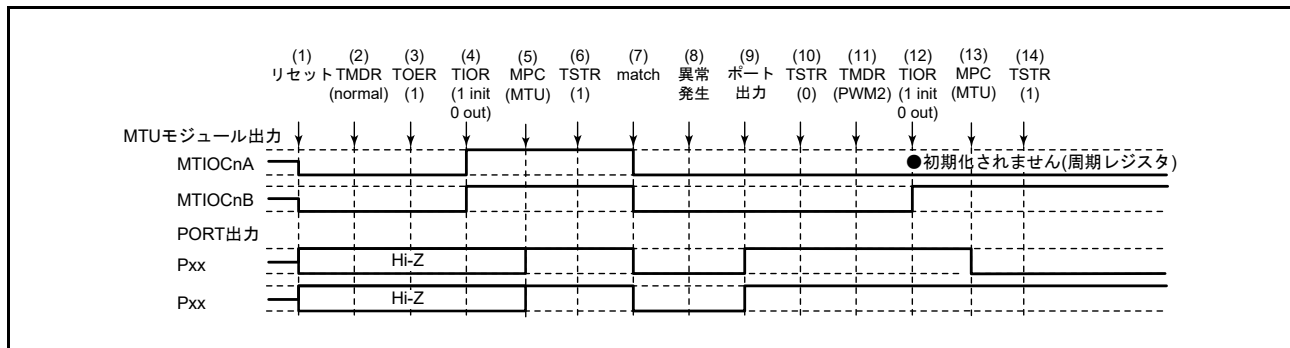 (1) (2) (3) (4) (5) (6) (7) (8) (9) (10) (11) (12) (13) (14)
リセット TMDR TOER TIOR MPC TSTR match 異常 ポート TSTR TMDR TIOR MPC TSTR
(normal) (1) (1 init (MTU) (1) 発生 出力 (0) (PWM2) (1 init (MTU) (1)
0 out) 0 out)
MTUモジュール出力
MTIOCnA ●初期化されません(周期レジスタ)
MTIOCnB
PORT出力
Pxx Hi-Z
Pxx Hi-Z